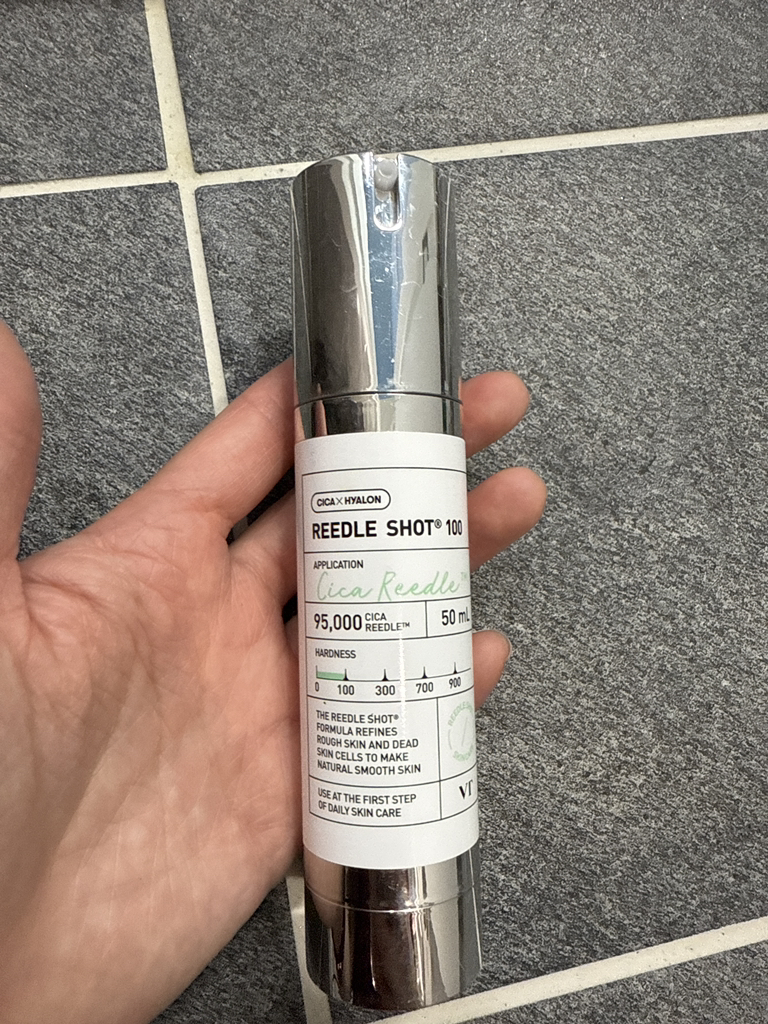 CICA×HYALON
REEDLE SHOT® 100
APPLICATION
Cica Reedle™
95,000 CICA REEDLE™
50 mL
HARDNESS
0 100 300 700 900
THE REEDLE SHOT®
FORMULA REFINES
ROUGH SKIN AND DEAD
SKIN CELLS TO MAKE
NATURAL SMOOTH SKIN
USE AT THE FIRST STEP
OF DAILY SKIN CARE
VT